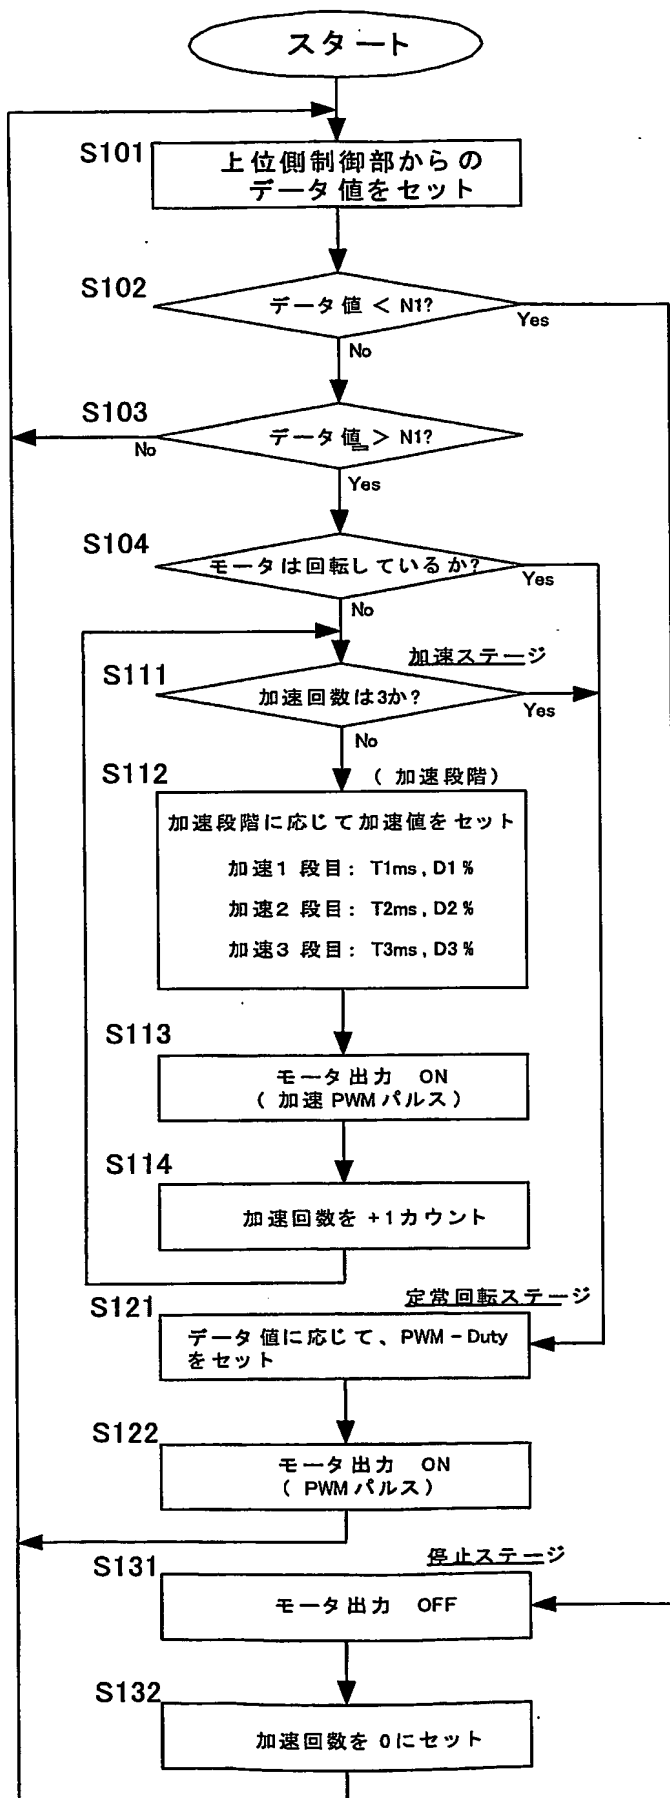 スタート
S101
上位側制御部からの
データ値をセット
S102
データ値 < N1?
Yes
No
S103
データ値 > N1?
No
Yes
S104
モータは回転しているか?
Yes
No
加速ステージ
S111
加速回数は3か?
Yes
No
S112
(加速段階)
加速段階に応じて加速値をセット
加速1段目: T1ms, D1%
加速2段目: T2ms, D2%
加速3段目: T3ms, D3%
S113
モータ出力 ON
(加速PWMパルス)
S114
加速回数を +1カウント
定常回転ステージ
S121
データ値に応じて、PWM-Duty
をセット
S122
モータ出力 ON
(PWMパルス)
停止ステージ
S131
モータ出力 OFF
S132
加速回数を 0にセット